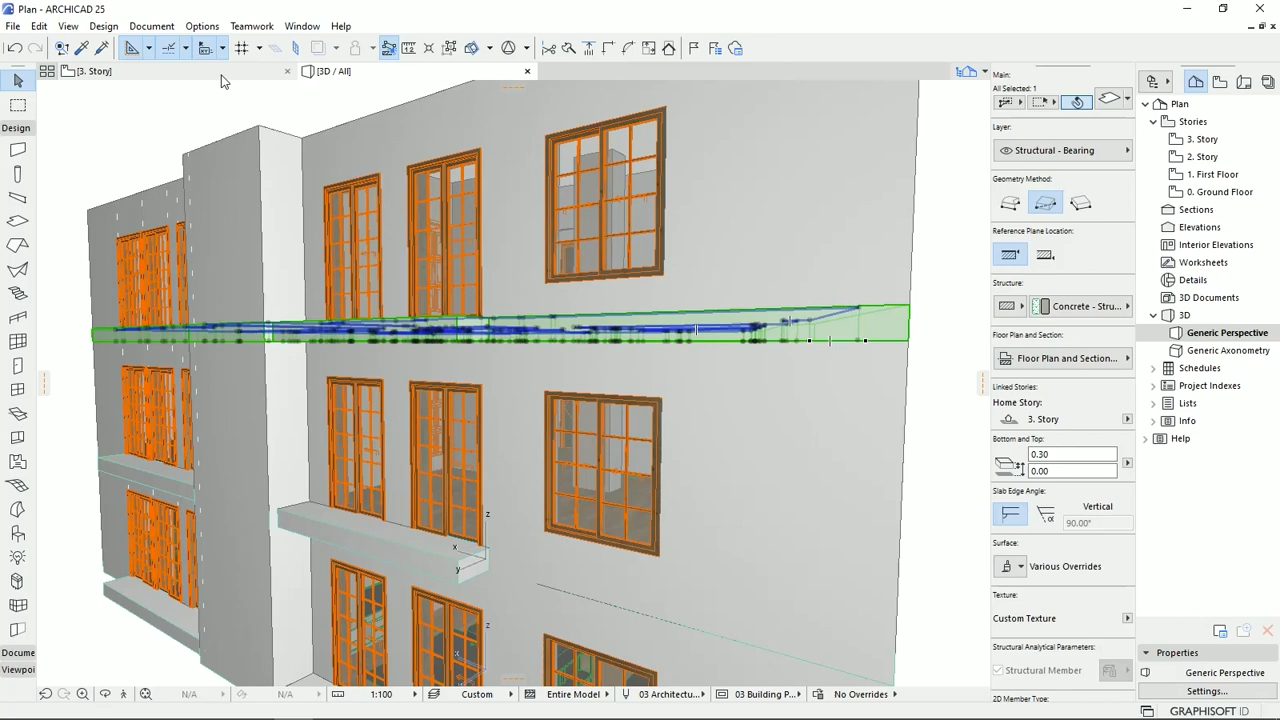 Plan - ARCHICAD 25
File Edit View Design Document Options Teamwork Window Help
[3. Story]
[3D / All]
Design
Docume
Viewpoi
z
x
y
z
x
N/A
N/A
1:100
Custom
Entire Model
03 Architectu...
03 Building P...
No Overrides
Main:
All Selected: 1
Layer:
Structural - Bearing
Geometry Method:
Reference Plane Location:
Structure:
Concrete - Stru...
Floor Plan and Section:
Floor Plan and Section...
Linked Stories:
Home Story:
3. Story
Bottom and Top:
0.30
0.00
Slab Edge Angle:
Vertical
90.00°
Surface:
Various Overrides
Texture:
Custom Texture
Structural Analytical Parameters:
Structural Member
2D Member Type:
Plan
Stories
3. Story
2. Story
1. First Floor
0. Ground Floor
Sections
Elevations
Interior Elevations
Worksheets
Details
3D Documents
3D
Generic Perspective
Generic Axonometry
Schedules
Project Indexes
Lists
Info
Help
Properties
Generic Perspective
Settings...
GRAPHISOFT ID